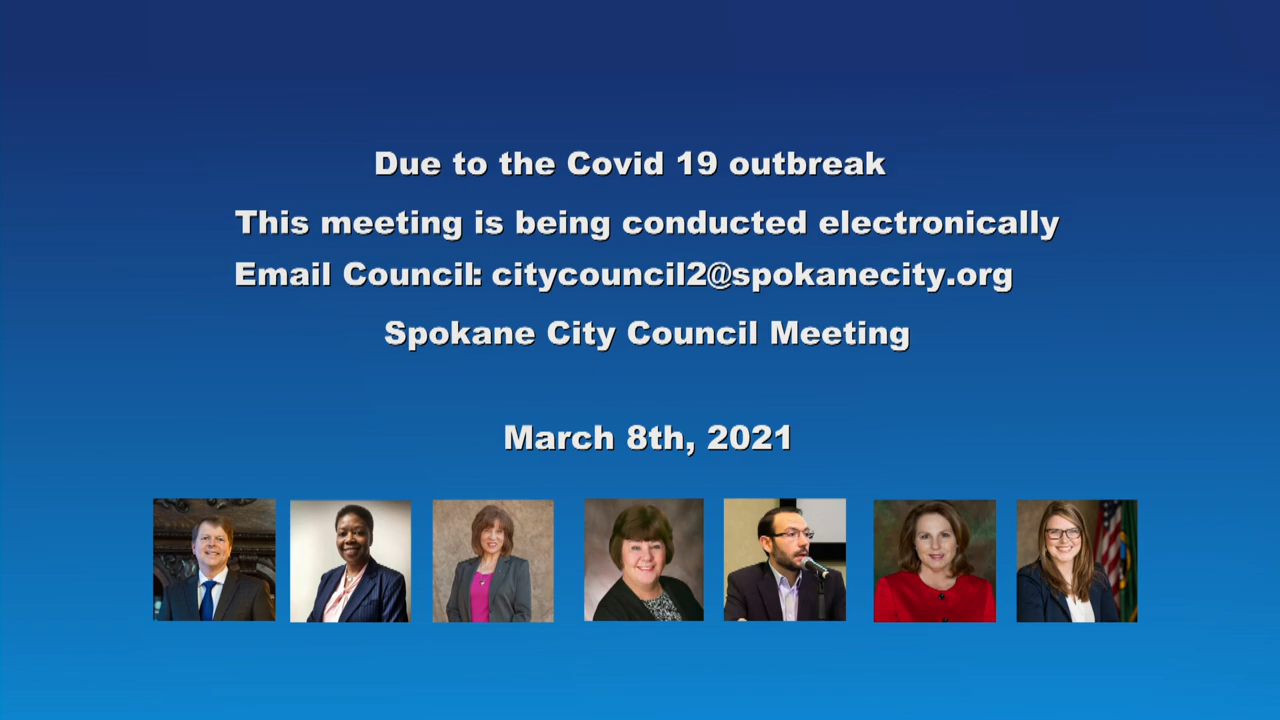 Due to the Covid 19 outbreak
This meeting is being conducted electronically
Email Council: citycouncil2@spokanecity.org
Spokane City Council Meeting
March 8th, 2021